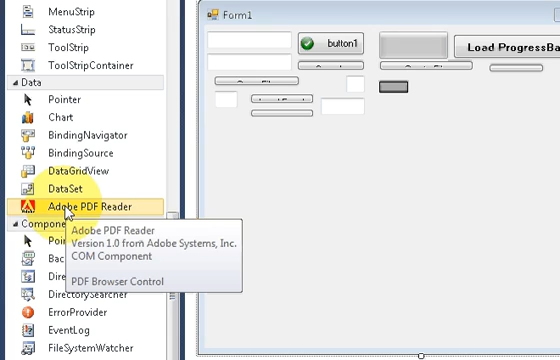 MenuStrip
StatusStrip
ToolStrip
ToolStripContainer
Data
Pointer
Chart
BindingNavigator
BindingSource
DataGridView
DataSet
Adobe PDF Reader
Compone
Poi
Bac
Dire
DirectorySearcher
ErrorProvider
EventLog
FileSystemWatcher
Adobe PDF Reader
Version 1.0 from Adobe Systems, Inc.
COM Component
PDF Browser Control
Form1
button1
Load ProgressBa